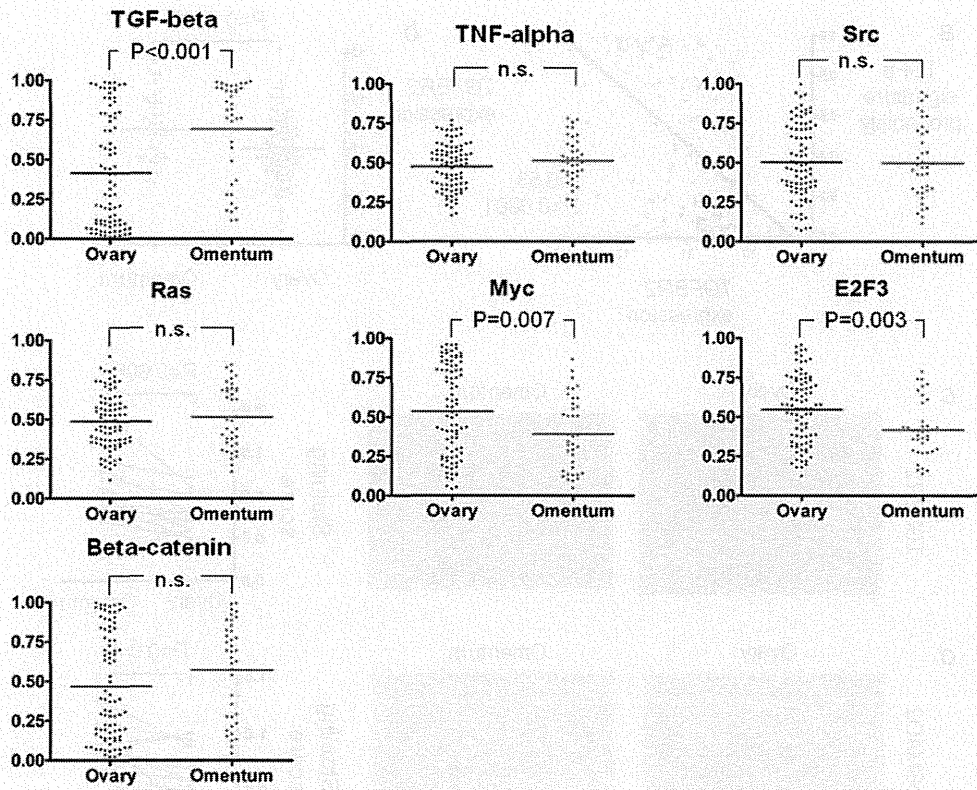 TGF-beta
P<0.001
1.00
0.75
0.50
0.25
0.00
Ovary Omentum
TNF-alpha
n.s.
1.00
0.75
0.50
0.25
0.00
Ovary Omentum
Src
n.s.
1.00
0.75
0.50
0.25
0.00
Ovary Omentum
Ras
n.s.
1.00
0.75
0.50
0.25
0.00
Ovary Omentum
Myc
P=0.007
1.00
0.75
0.50
0.25
0.00
Ovary Omentum
E2F3
P=0.003
1.00
0.75
0.50
0.25
0.00
Ovary Omentum
Beta-catenin
n.s.
1.00
0.75
0.50
0.25
0.00
Ovary Omentum